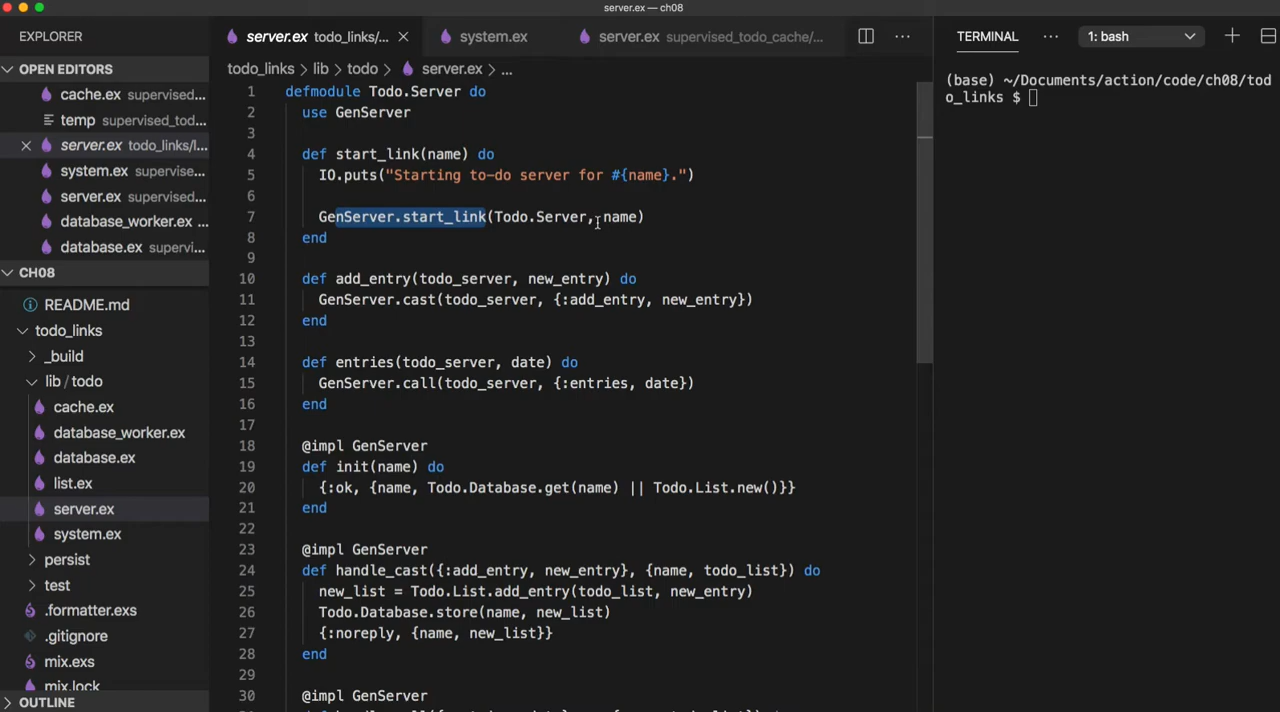 server.ex — ch08
EXPLORER
OPEN EDITORS
cache.ex supervised...
temp supervised_tod...
server.ex todo_links/l...
system.ex supervise...
server.ex supervised...
database_worker.ex ...
database.ex supervi...
CH08
README.md
todo_links
_build
lib / todo
cache.ex
database_worker.ex
database.ex
list.ex
server.ex
system.ex
persist
test
.formatter.exs
.gitignore
mix.exs
mix.lock
OUTLINE
server.ex todo_links/...
system.ex
server.ex supervised_todo_cache/...
todo_links > lib > todo > server.ex > ...
1 defmodule Todo.Server do
2 use GenServer
3
4 def start_link(name) do
5 IO.puts("Starting to-do server for #{name}.")
6
7 GenServer.start_link(Todo.Server, name)
8 end
9
10 def add_entry(todo_server, new_entry) do
11 GenServer.cast(todo_server, {:add_entry, new_entry})
12 end
13
14 def entries(todo_server, date) do
15 GenServer.call(todo_server, {:entries, date})
16 end
17
18 @impl GenServer
19 def init(name) do
20 {:ok, {name, Todo.Database.get(name) || Todo.List.new()}}
21 end
22
23 @impl GenServer
24 def handle_cast({:add_entry, new_entry}, {name, todo_list}) do
25 new_list = Todo.List.add_entry(todo_list, new_entry)
26 Todo.Database.store(name, new_list)
27 {:noreply, {name, new_list}}
28 end
29
30 @impl GenServer
TERMINAL
1: bash
(base) ~/Documents/action/code/ch08/tod
o_links $